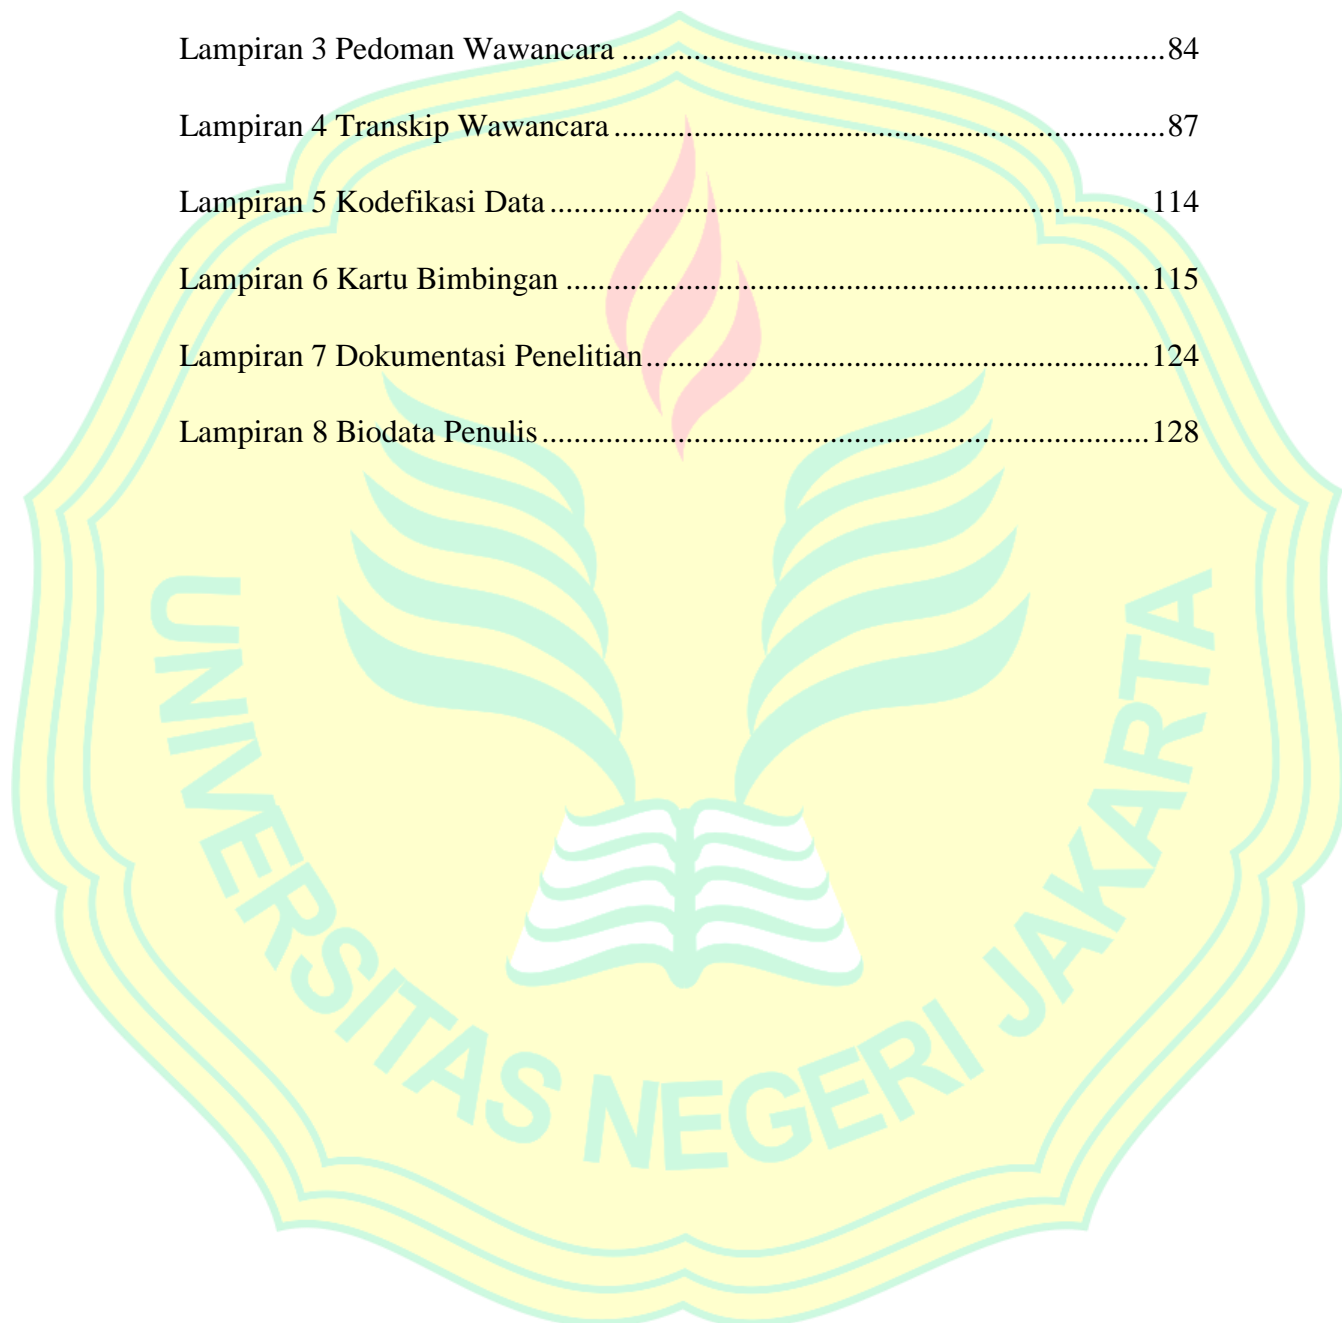 Lampiran 3 Pedoman Wawancara ....................................................................84
Lampiran 4 Transkip Wawancara .....................................................................87
Lampiran 5 Kodefikasi Data ...........................................................................114
Lampiran 6 Kartu Bimbingan .........................................................................115
Lampiran 7 Dokumentasi Penelitian...............................................................124
Lampiran 8 Biodata Penulis............................................................................128
UNIVERSITAS NEGERI JAKARTA